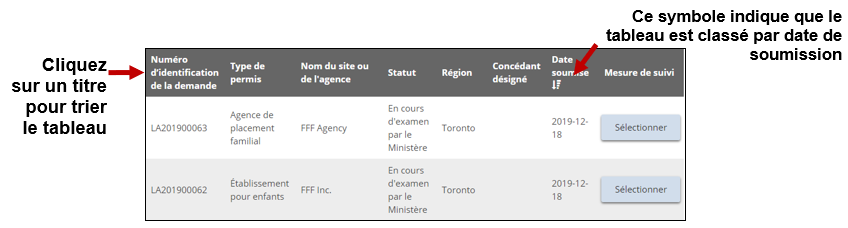 Ce symbole indique que le
tableau est classé par date de
soumission
Cliquez
sur un titre
pour trier
le tableau
Numéro
d'identification
de la demande
Type de
permis
Nom du site ou
de l'agence
Statut
Région
Concédant
désigné
Date
soumise
Mesure de suivi
LA201900063
Agence de
placement
familial
FFF Agency
En cours
d'examen
par le
Ministère
Toronto
2019-12-
18
Sélectionner
LA201900062
Établissement
pour enfants
FFF Inc.
En cours
d'examen
par le
Ministère
Toronto
2019-12-
18
Sélectionner